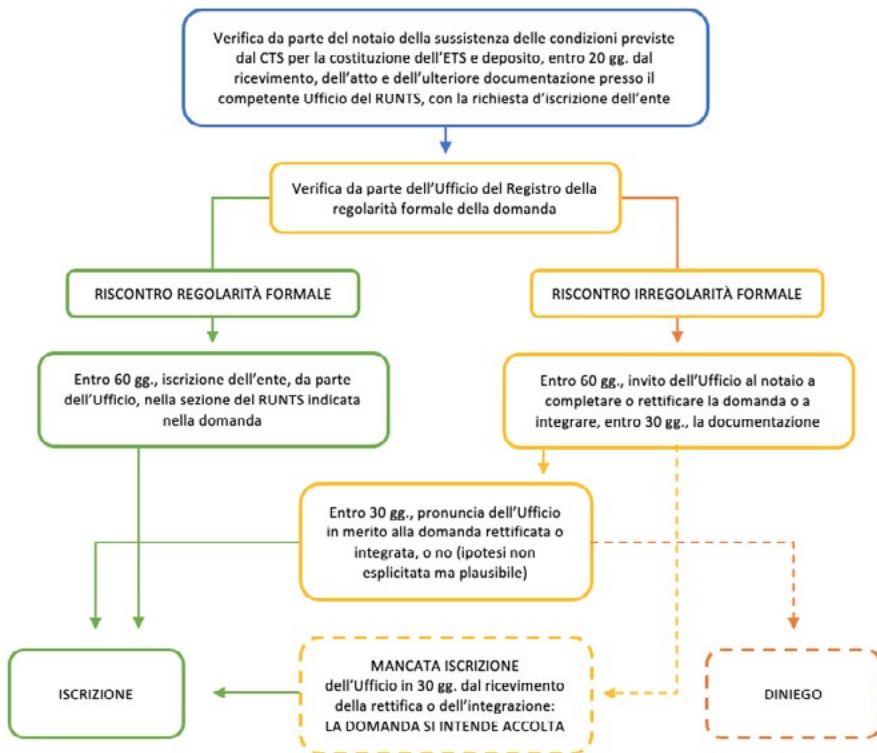 Verifica da parte del notaio della sussistenza delle condizioni previste
dal CTS per la costituzione dell'ETS e deposito, entro 20 gg. dal
ricevimento, dell'atto e dell'ulteriore documentazione presso il
competente Ufficio del RUNTS, con la richiesta d'iscrizione dell'ente
Verifica da parte dell'Ufficio del Registro della
regolarità formale della domanda
RISCONTRO REGOLARITÀ FORMALE
RISCONTRO IRREGOLARITÀ FORMALE
Entro 60 gg., iscrizione dell'ente, da parte
dell'Ufficio, nella sezione del RUNTS indicata
nella domanda
Entro 60 gg., invito dell'Ufficio al notaio a
completare o rettificare la domanda o a
integrare, entro 30 gg., la documentazione
Entro 30 gg., pronuncia dell'Ufficio
in merito alla domanda rettificata o
integrata, o no (ipotesi non
esplicitata ma plausibile)
ISCRIZIONE
MANCATA ISCRIZIONE
dell'Ufficio in 30 gg. dal ricevimento
della rettifica o dell'integrazione:
LA DOMANDA SI INTENDE ACCOLTA
DINIEGO